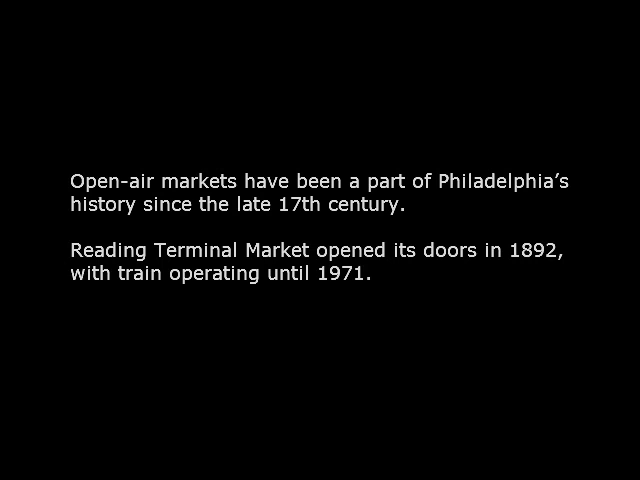 Open-air markets have been a part of Philadelphia’s
history since the late 17th century.
Reading Terminal Market opened its doors in 1892,
with train operating until 1971.